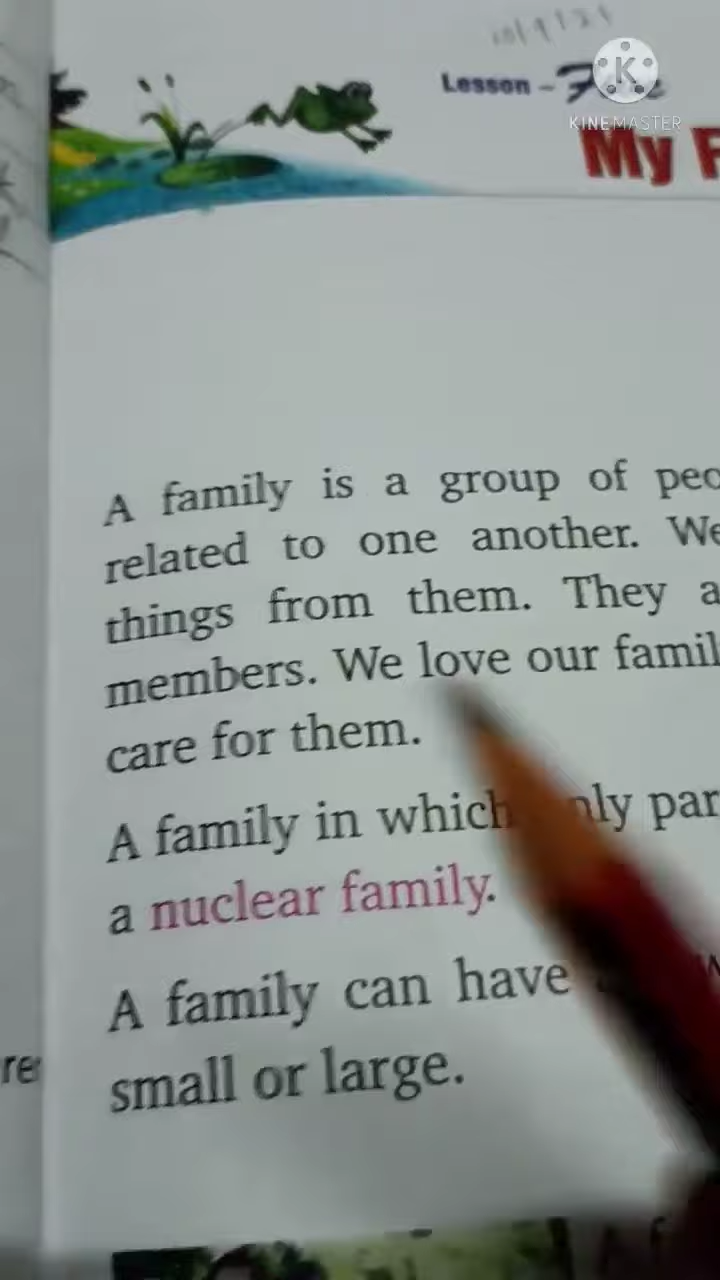 Lesson –
KINEMASTER
My F
A family is a group of peo
related to one another. We
things from them. They a
members. We love our famil
care for them.
A family in which only par
a nuclear family.
A family can have a
small or large.
re